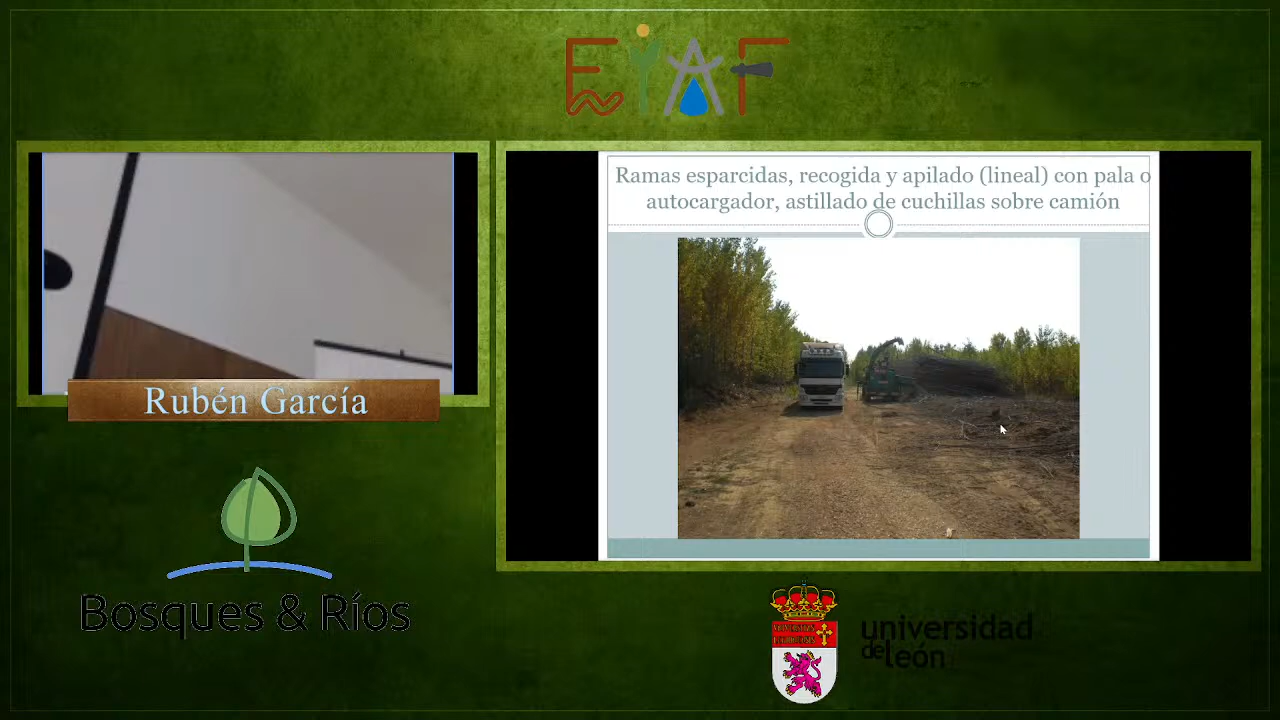 EYAF
Ramas esparcidas, recogida y apilado (lineal) con pala o
autocargador, astillado de cuchillas sobre camión
Rubén García
Bosques & Ríos
universidad
de león